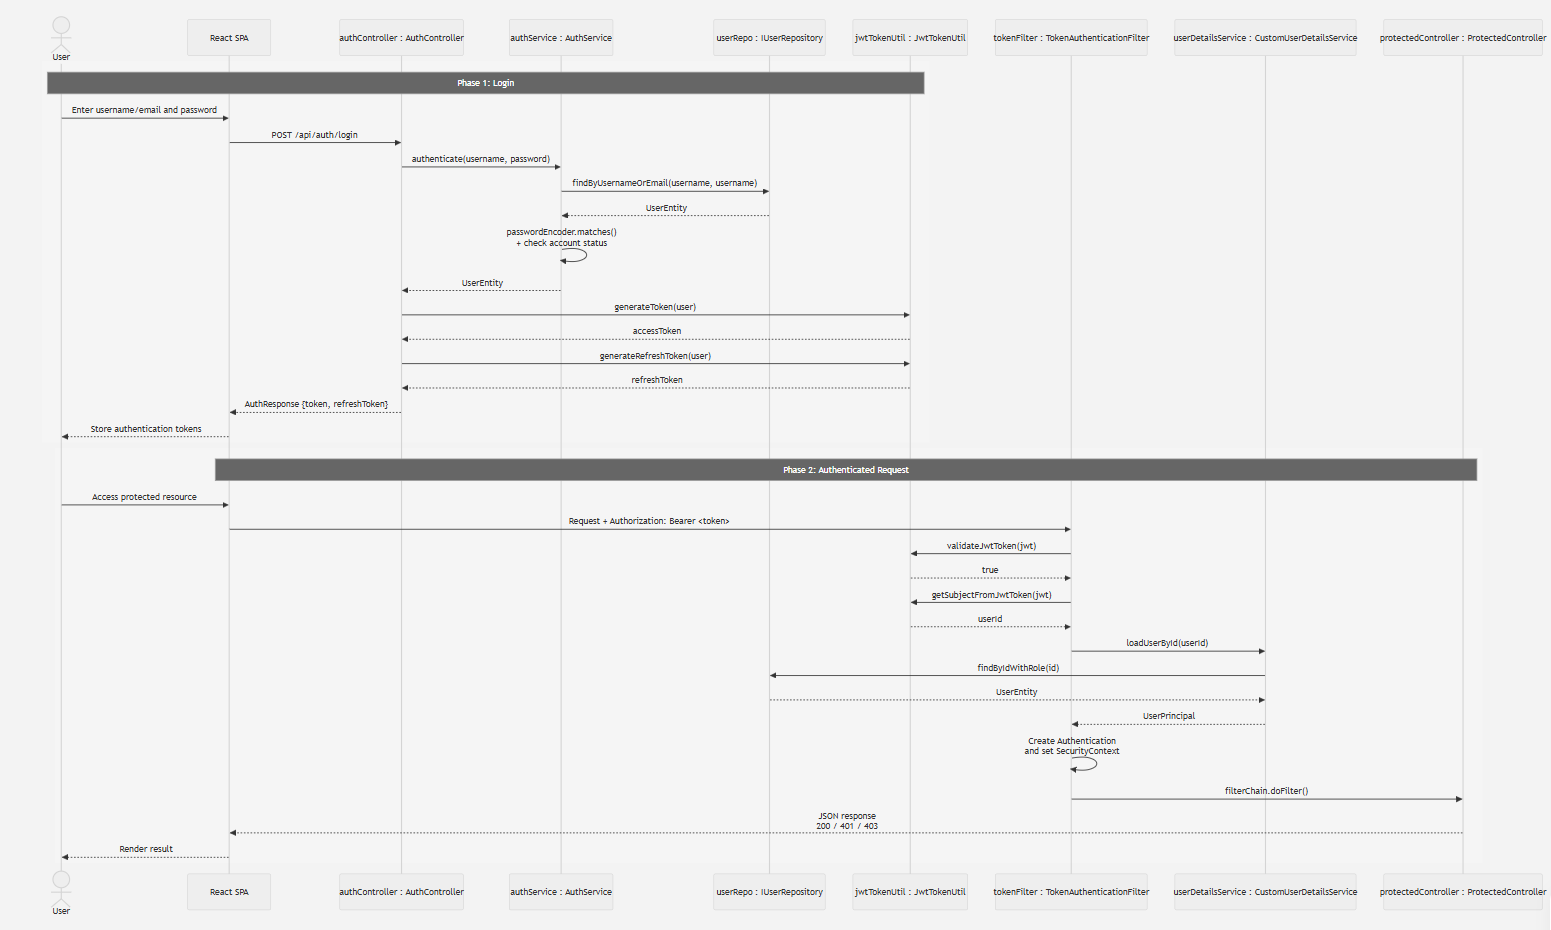 User
React SPA
authController : AuthController
authService : AuthService
userRepo : IUserRepository
jwtTokenUtil : JwtTokenUtil
tokenFilter : TokenAuthenticationFilter
userDetailsService : CustomUserDetailsService
protectedController : ProtectedController
Phase 1: Login
Enter username/email and password
POST /api/auth/login
authenticate(username, password)
findByUsernameOrEmail(username, username)
UserEntity
passwordEncoder.matches()
+ check account status
UserEntity
generateToken(user)
accessToken
generateRefreshToken(user)
refreshToken
AuthResponse {token, refreshToken}
Store authentication tokens
Phase 2: Authenticated Request
Access protected resource
Request + Authorization: Bearer <token>
validateJwtToken(jwt)
true
getSubjectFromJwtToken(jwt)
userId
loadUserById(userId)
findByIdWithRole(id)
UserEntity
UserPrincipal
Create Authentication
and set SecurityContext
filterChain.doFilter()
JSON response
200 / 401 / 403
Render result
User
React SPA
authController : AuthController
authService : AuthService
userRepo : IUserRepository
jwtTokenUtil : JwtTokenUtil
tokenFilter : TokenAuthenticationFilter
userDetailsService : CustomUserDetailsService
protectedController : ProtectedController